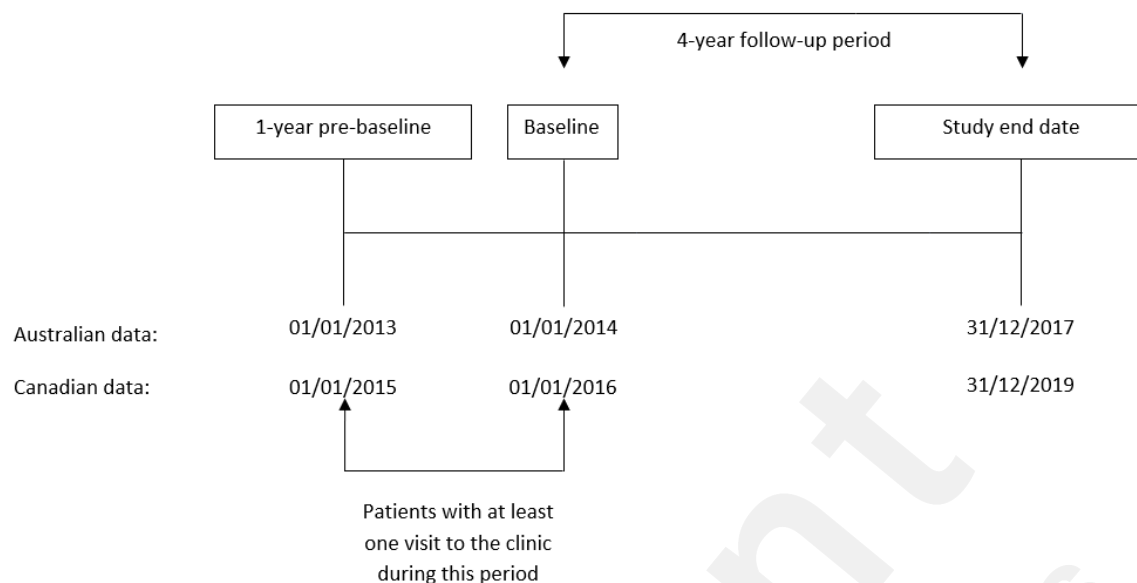 4-year follow-up period
1-year pre-baseline Baseline Study end date
Australian data: 01/01/2013 01/01/2014 31/12/2017
Canadian data: 01/01/2015 01/01/2016 31/12/2019
Patients with at least
one visit to the clinic
during this period